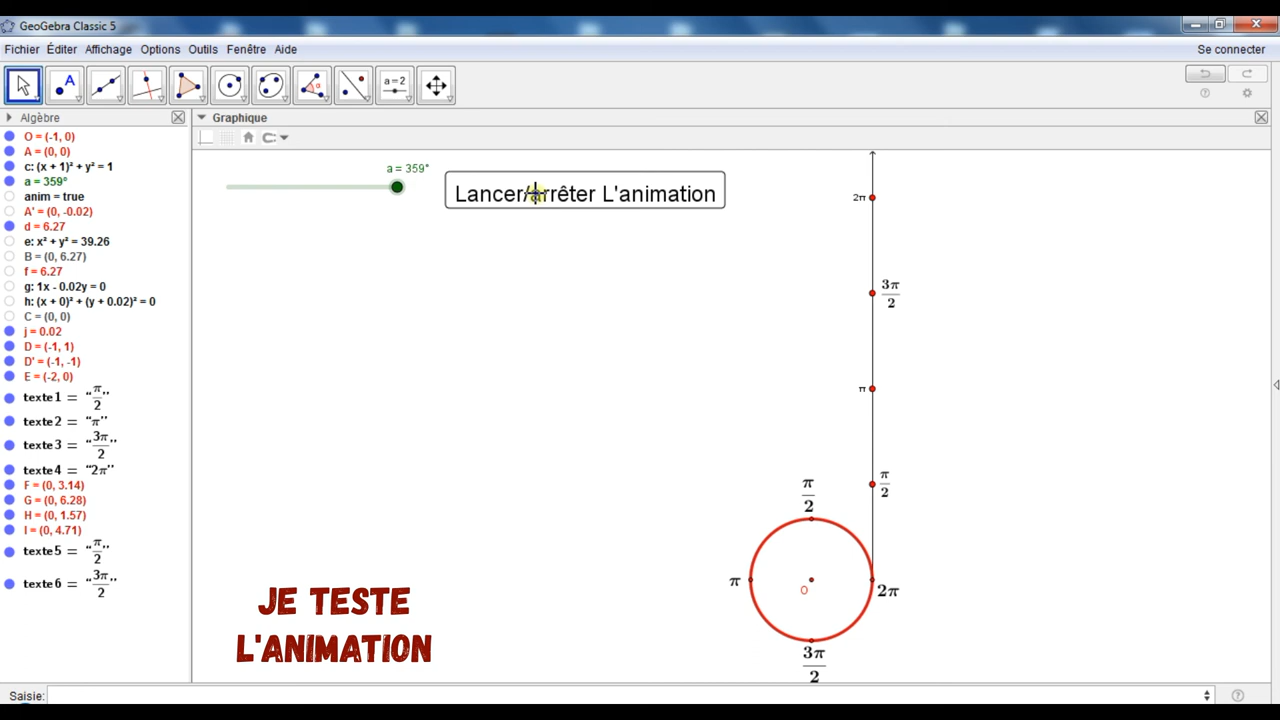 GeoGebra Classic 5
Fichier Éditer Affichage Options Outils Fenêtre Aide
Se connecter
A
α
a = 2
Algèbre
Graphique
O = (-1, 0)
A = (0, 0)
c: (x + 1)² + y² = 1
a = 359°
anim = true
A' = (0, -0.02)
d = 6.27
e: x² + y² = 39.26
B = (0, 6.27)
f = 6.27
g: 1x - 0.02y = 0
h: (x + 0)² + (y + 0.02)² = 0
C = (0, 0)
j = 0.02
D = (-1, 1)
D' = (-1, -1)
E = (-2, 0)
texte1 = “π/2”
texte2 = “π”
texte3 = “3π/2”
texte4 = “2π”
F = (0, 3.14)
G = (0, 6.28)
H = (0, 1.57)
I = (0, 4.71)
texte5 = “π/2”
texte6 = “3π/2”
a = 359°
Lancer/Arrêter L'animation
2π
3π/2
π
π/2
π/2
π
O
2π
3π/2
JE TESTE
L'ANIMATION
Saisie: